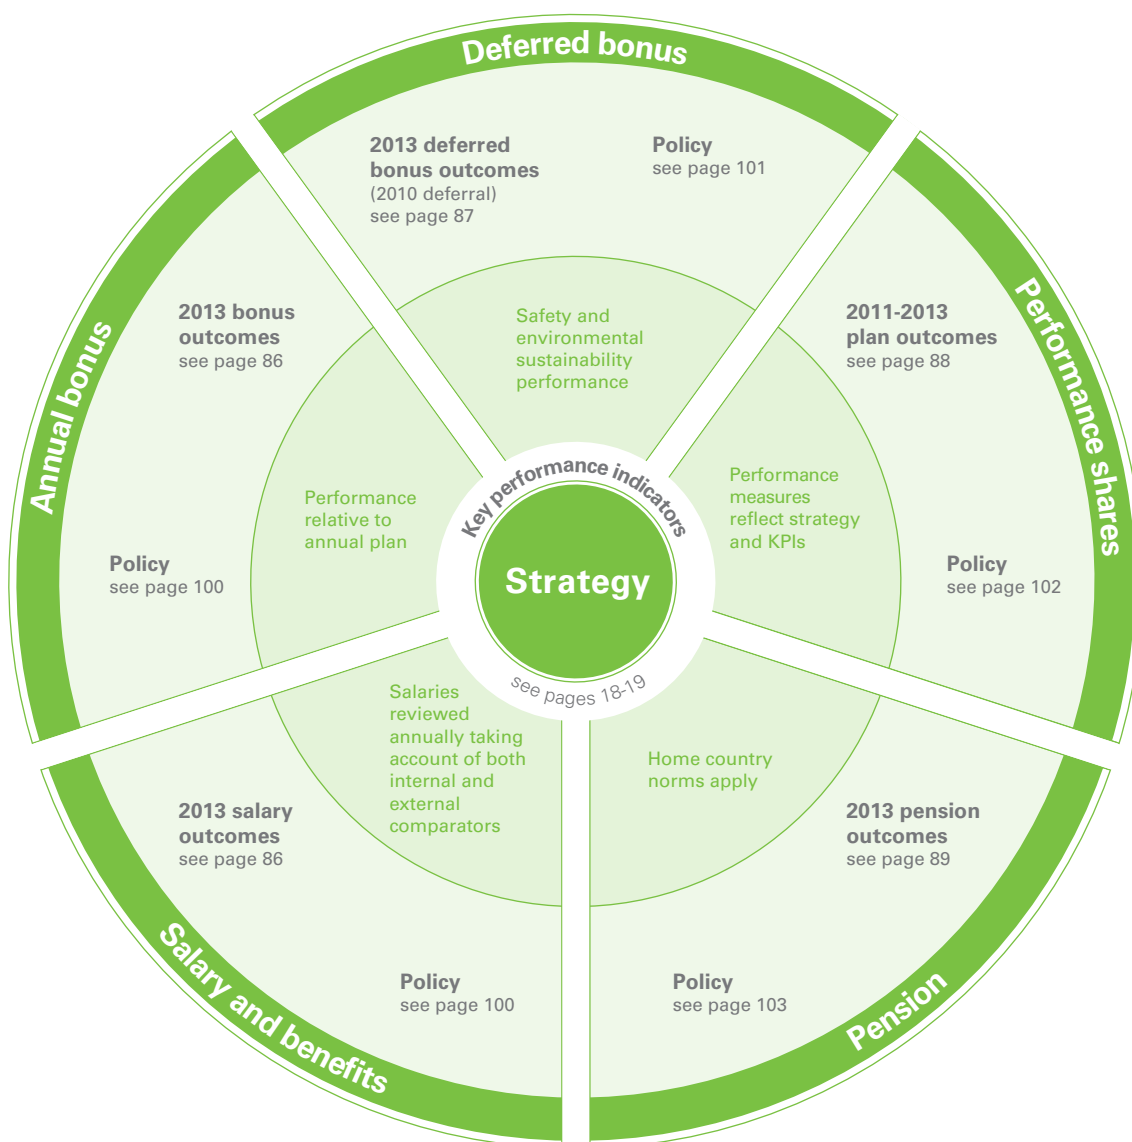 Deferred bonus
2013 deferred
bonus outcomes
(2010 deferral)
see page 87
Policy
see page 101
Safety and
environmental
sustainability
performance
Performance shares
2011-2013
plan outcomes
see page 88
Policy
see page 102
Performance
measures
reflect strategy
and KPIs
Annual bonus
2013 bonus
outcomes
see page 86
Policy
see page 100
Performance
relative to
annual plan
Key performance indicators
Strategy
see pages 18-19
Salaries
reviewed
annually taking
account of both
internal and
external
comparators
2013 salary
outcomes
see page 86
Policy
see page 100
Salary and benefits
Home country
norms apply
2013 pension
outcomes
see page 89
Policy
see page 103
Pension